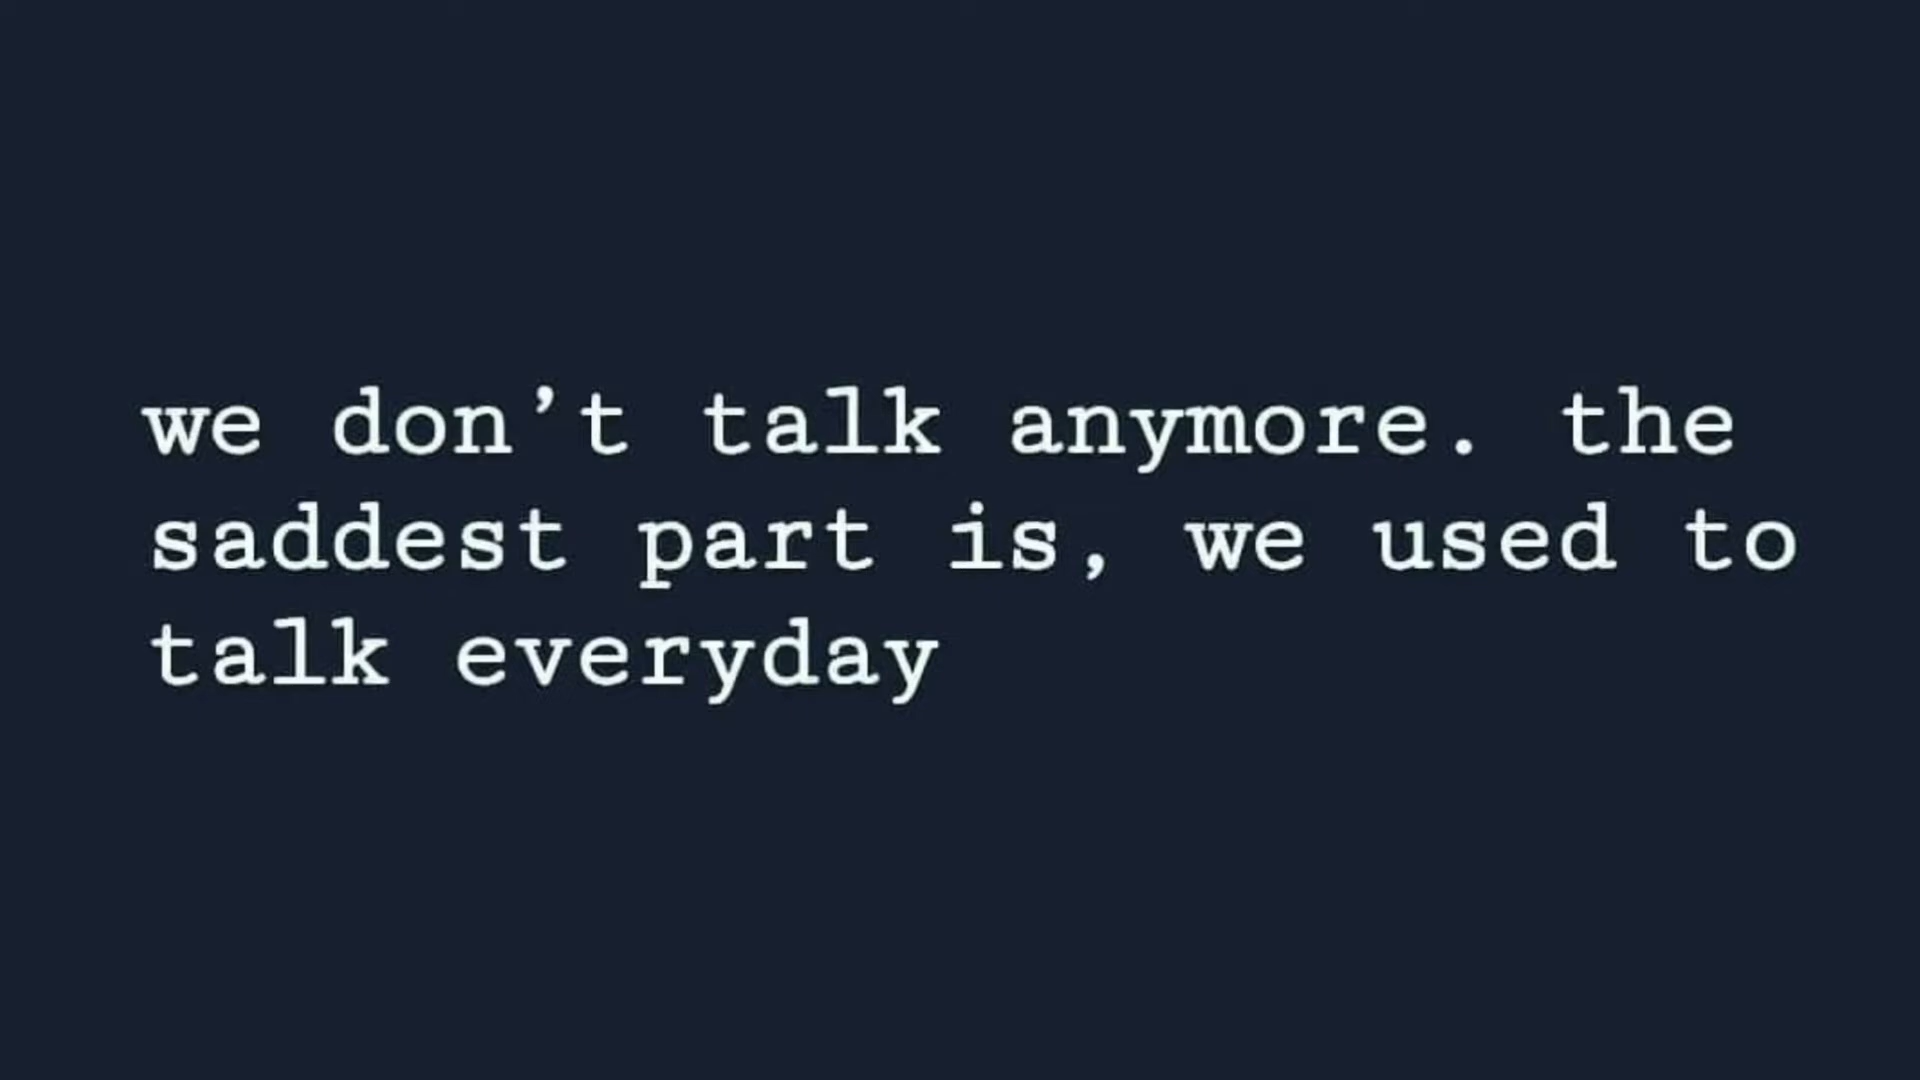 we don’t talk anymore. the
saddest part is, we used to
talk everyday